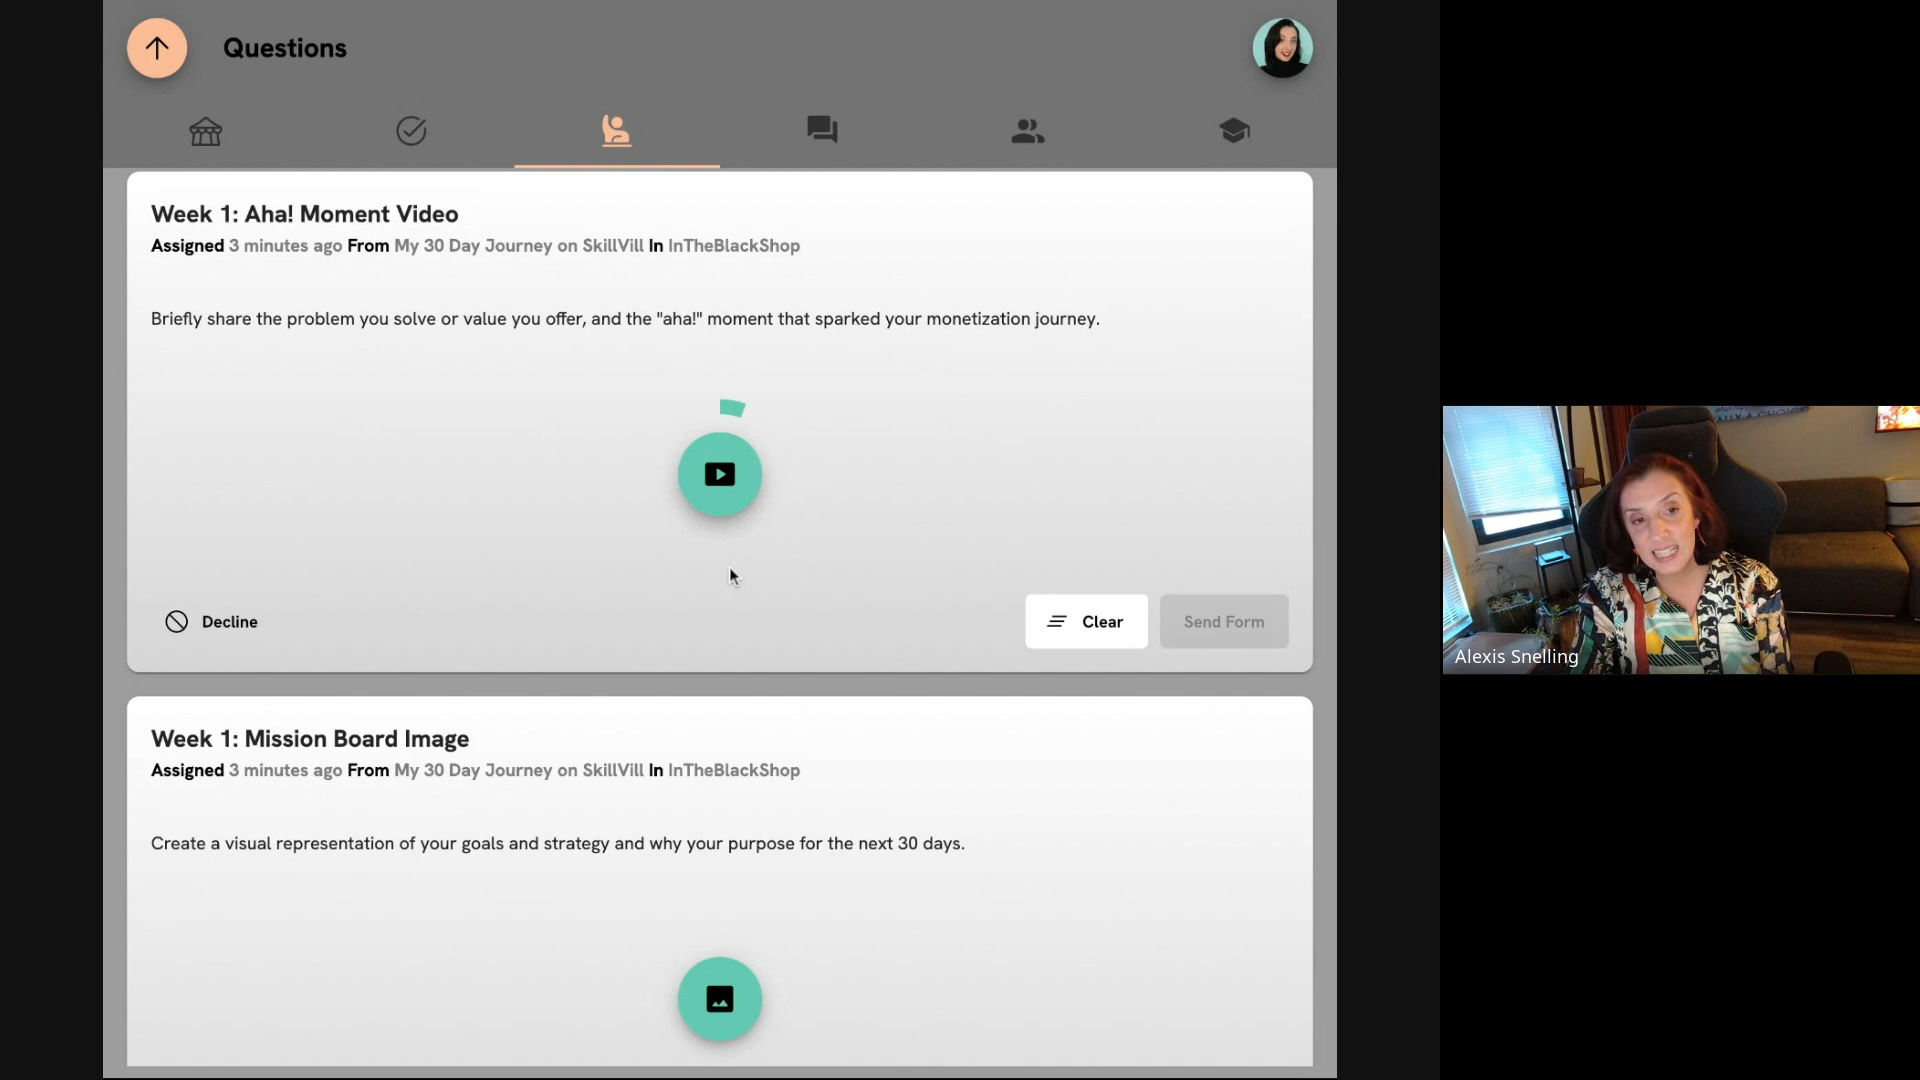 Questions
Week 1: Aha! Moment Video
Assigned 3 minutes ago From My 30 Day Journey on SkillVill In InTheBlackShop
Briefly share the problem you solve or value you offer, and the "aha!" moment that sparked your monetization journey.
Decline
Clear
Send Form
Alexis Snelling
Week 1: Mission Board Image
Assigned 3 minutes ago From My 30 Day Journey on SkillVill In InTheBlackShop
Create a visual representation of your goals and strategy and why your purpose for the next 30 days.